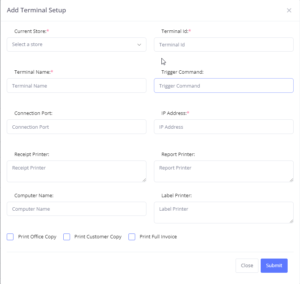 Add Terminal Setup ×
Current Store:* Terminal Id:*
Select a store Terminal Id
Terminal Name:* Trigger Command:
Terminal Name Trigger Command
Connection Port: IP Address:*
Connection Port IP Address
Receipt Printer: Report Printer:
Receipt Printer Report Printer
Computer Name: Label Printer:
Computer Name Label Printer
Print Office Copy Print Customer Copy Print Full Invoice
Close Submit